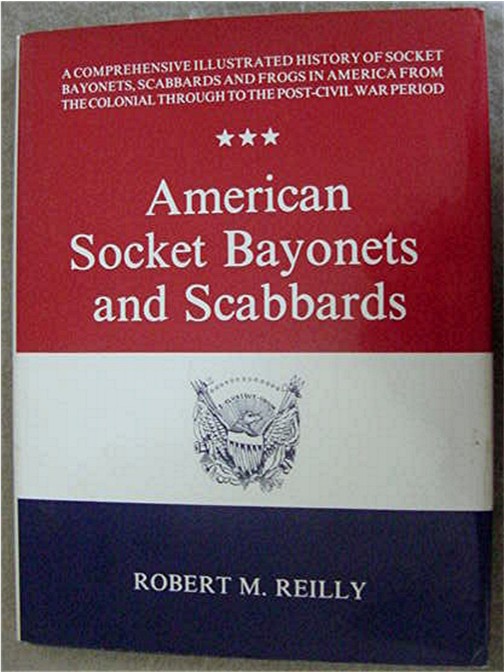 A COMPREHENSIVE ILLUSTRATED HISTORY OF SOCKET
BAYONETS, SCABBARDS AND FROGS IN AMERICA FROM
THE COLONIAL THROUGH TO THE POST-CIVIL WAR PERIOD
American
Socket Bayonets
and Scabbards
ROBERT M. REILLY